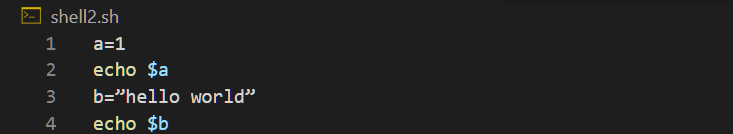 shell2.sh
1 a=1
2 echo $a
3 b=”hello world”
4 echo $b